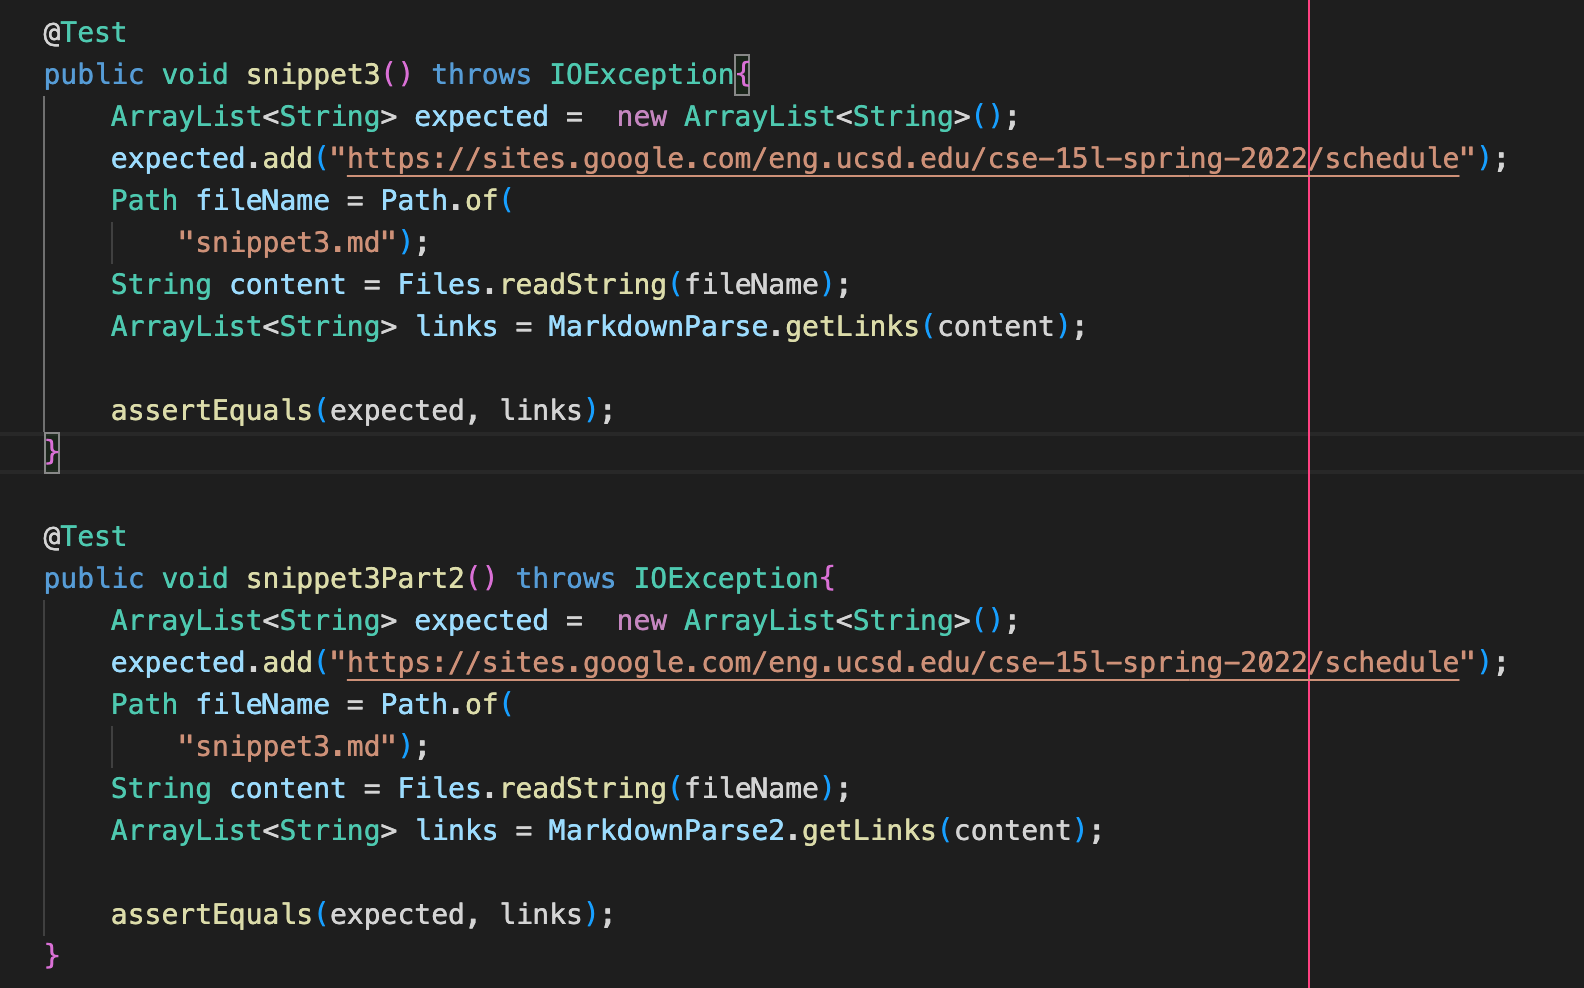 @Test
public void snippet3() throws IOException{
    ArrayList<String> expected =  new ArrayList<String>();
    expected.add("https://sites.google.com/eng.ucsd.edu/cse-15l-spring-2022/schedule");
    Path fileName = Path.of(
        "snippet3.md");
    String content = Files.readString(fileName);
    ArrayList<String> links = MarkdownParse.getLinks(content);

    assertEquals(expected, links);
}

@Test
public void snippet3Part2() throws IOException{
    ArrayList<String> expected =  new ArrayList<String>();
    expected.add("https://sites.google.com/eng.ucsd.edu/cse-15l-spring-2022/schedule");
    Path fileName = Path.of(
        "snippet3.md");
    String content = Files.readString(fileName);
    ArrayList<String> links = MarkdownParse2.getLinks(content);

    assertEquals(expected, links);
}